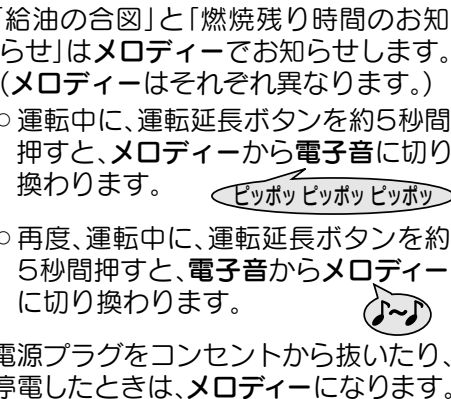 「給油の合図」と「燃焼残り時間のお知
らせ」はメロディーでお知らせします。
(メロディーはそれぞれ異なります。)
○ 運転中に、運転延長ボタンを約5秒間
押すと、メロディーから電子音に切り
換わります。
ピッポッ ピッポッ ピッポッ
○ 再度、運転中に、運転延長ボタンを約
5秒間押すと、電子音からメロディー
に切り換わります。
♪~♪
電源プラグをコンセントから抜いたり、
停電したときは、メロディーになります。